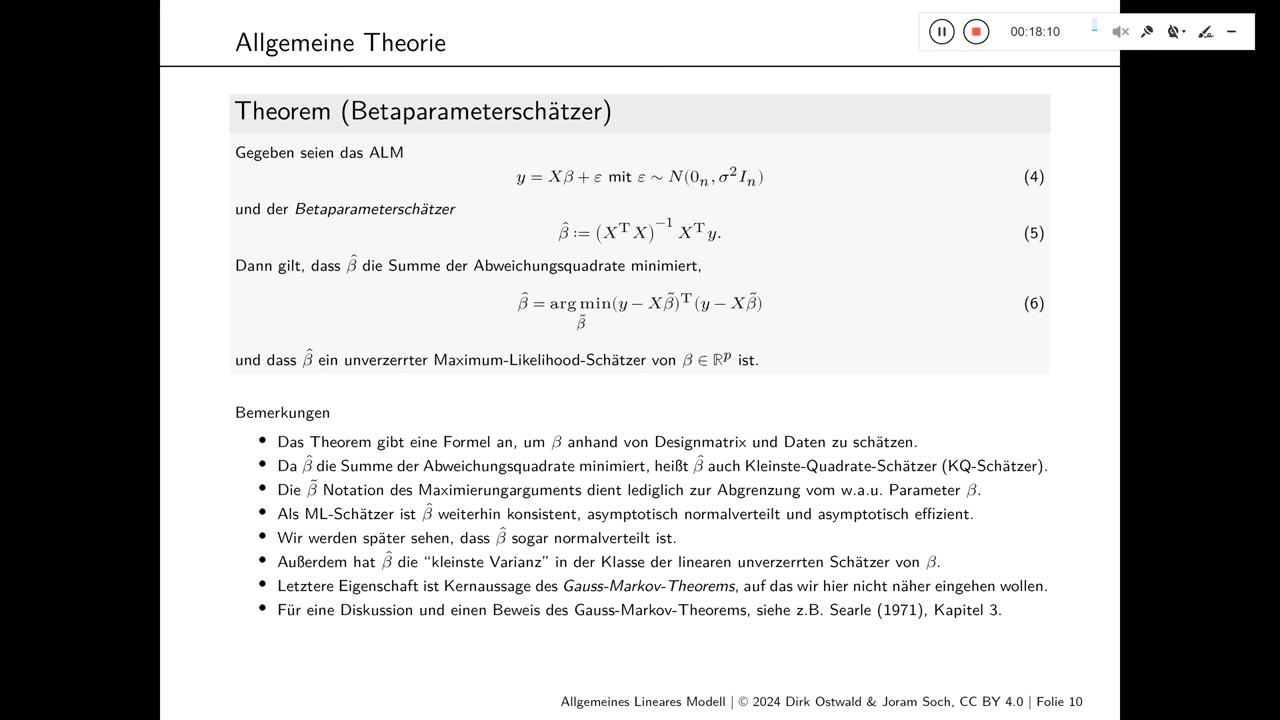 Allgemeine Theorie
00:18:10
Theorem (Betaparameterschätzer)
Gegeben seien das ALM
y = Xβ + ε mit ε ∼ N(0ₙ, σ²Iₙ) (4)
und der Betaparameterschätzer
β̂ := (XᵀX)⁻¹ Xᵀy. (5)
Dann gilt, dass β̂ die Summe der Abweichungsquadrate minimiert,
β̂ = arg min(y − Xβ̃)ᵀ(y − Xβ̃) (6)
β̃
und dass β̂ ein unverzerrter Maximum-Likelihood-Schätzer von β ∈ ℝᵖ ist.
Bemerkungen
• Das Theorem gibt eine Formel an, um β anhand von Designmatrix und Daten zu schätzen.
• Da β̂ die Summe der Abweichungsquadrate minimiert, heißt β̂ auch Kleinste-Quadrate-Schätzer (KQ-Schätzer).
• Die β̃ Notation des Maximierungarguments dient lediglich zur Abgrenzung vom w.a.u. Parameter β.
• Als ML-Schätzer ist β̂ weiterhin konsistent, asymptotisch normalverteilt und asymptotisch effizient.
• Wir werden später sehen, dass β̂ sogar normalverteilt ist.
• Außerdem hat β̂ die “kleinste Varianz” in der Klasse der linearen unverzerrten Schätzer von β.
• Letztere Eigenschaft ist Kernaussage des Gauss-Markov-Theorems, auf das wir hier nicht näher eingehen wollen.
• Für eine Diskussion und einen Beweis des Gauss-Markov-Theorems, siehe z.B. Searle (1971), Kapitel 3.
Allgemeines Lineares Modell | © 2024 Dirk Ostwald & Joram Soch, CC BY 4.0 | Folie 10